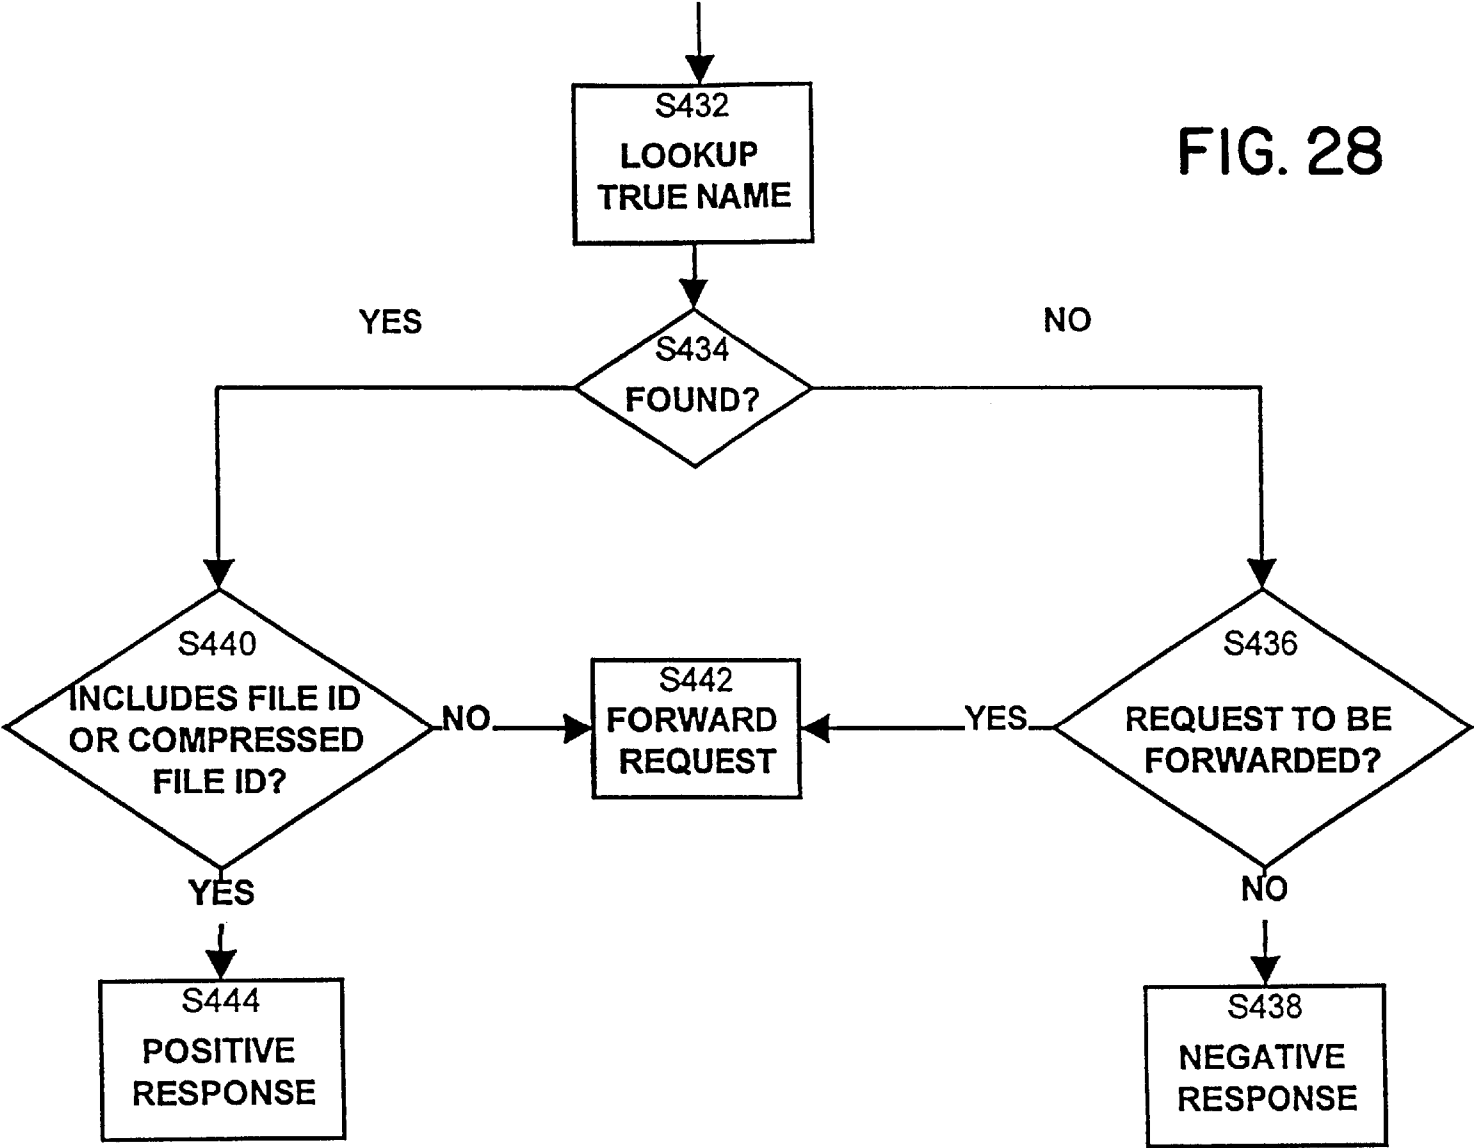 S432
LOOKUP
TRUE NAME
FIG. 28
YES
NO
S434
FOUND?
S440
INCLUDES FILE ID
OR COMPRESSED
FILE ID?
NO
S442
FORWARD
REQUEST
YES
S436
REQUEST TO BE
FORWARDED?
YES
NO
S444
POSITIVE
RESPONSE
S438
NEGATIVE
RESPONSE